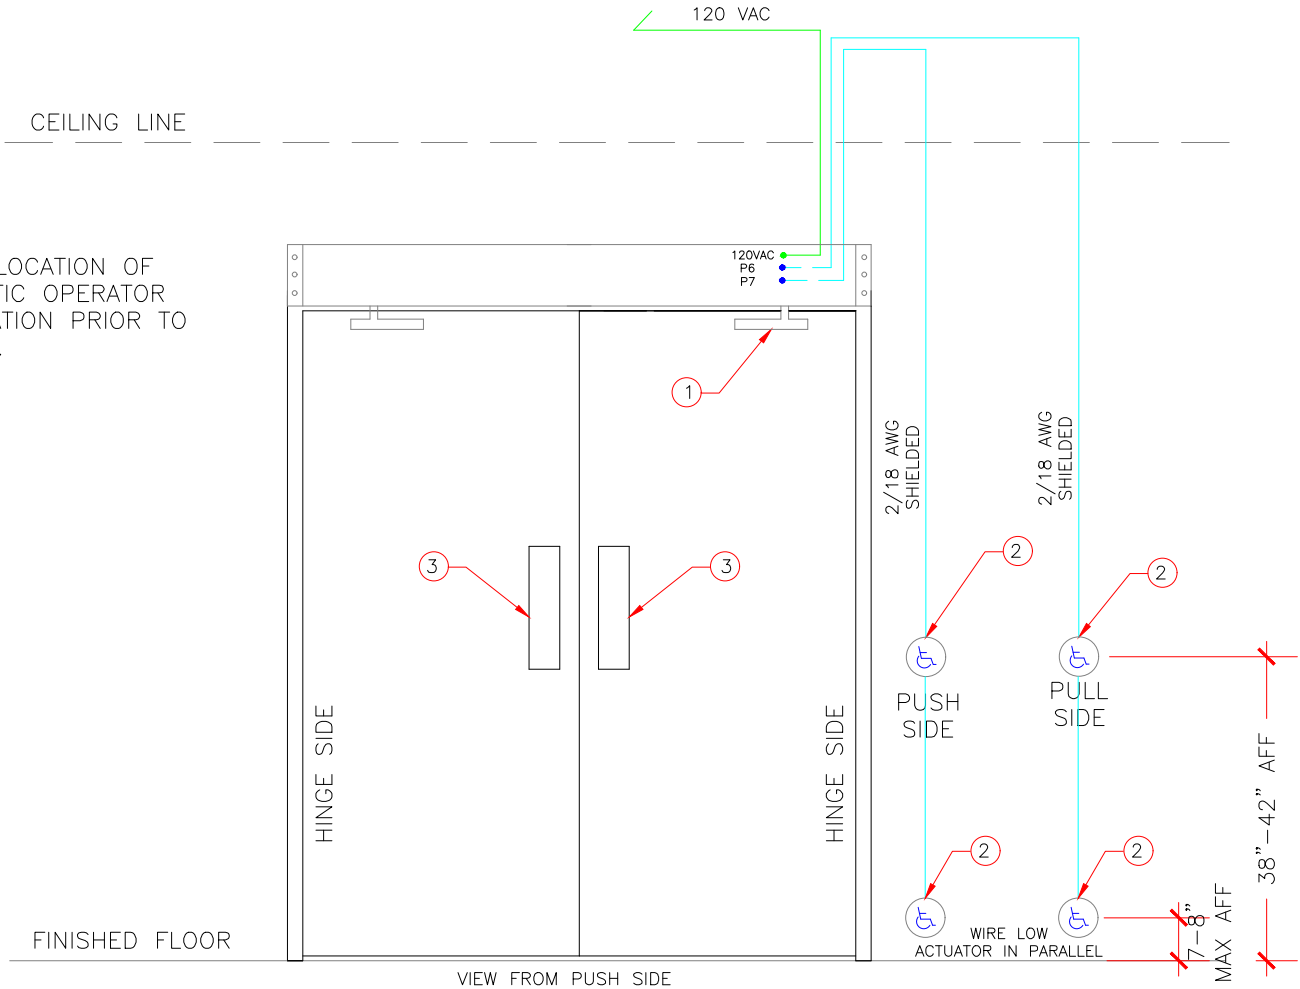 120 VAC
CEILING LINE
LOCATION OF
TIC OPERATOR
ATION PRIOR TO
120VAC
P6
P7
1
2/18 AWG
SHIELDED
2/18 AWG
SHIELDED
3
3
2
2
PUSH
SIDE
PULL
SIDE
HINGE SIDE
HINGE SIDE
38"-42" AFF
2
2
7-8"
MAX AFF
WIRE LOW
ACTUATOR IN PARALLEL
FINISHED FLOOR
VIEW FROM PUSH SIDE